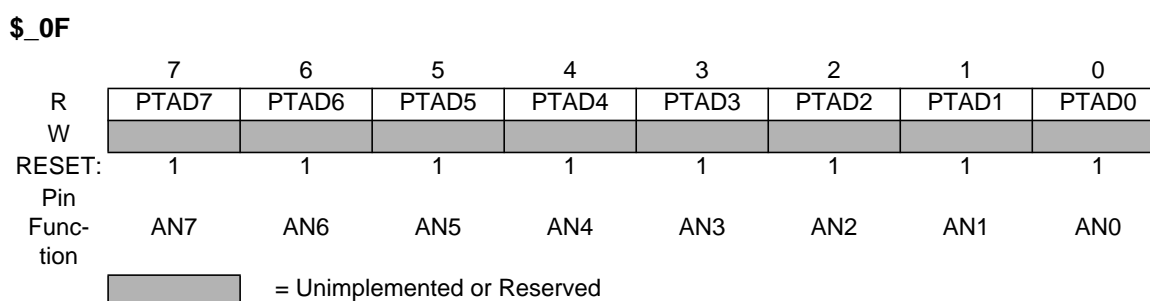 $_0F
7 6 5 4 3 2 1 0
R PTAD7 PTAD6 PTAD5 PTAD4 PTAD3 PTAD2 PTAD1 PTAD0
W
RESET: 1 1 1 1 1 1 1 1
Pin
Func- AN7 AN6 AN5 AN4 AN3 AN2 AN1 AN0
tion
= Unimplemented or Reserved